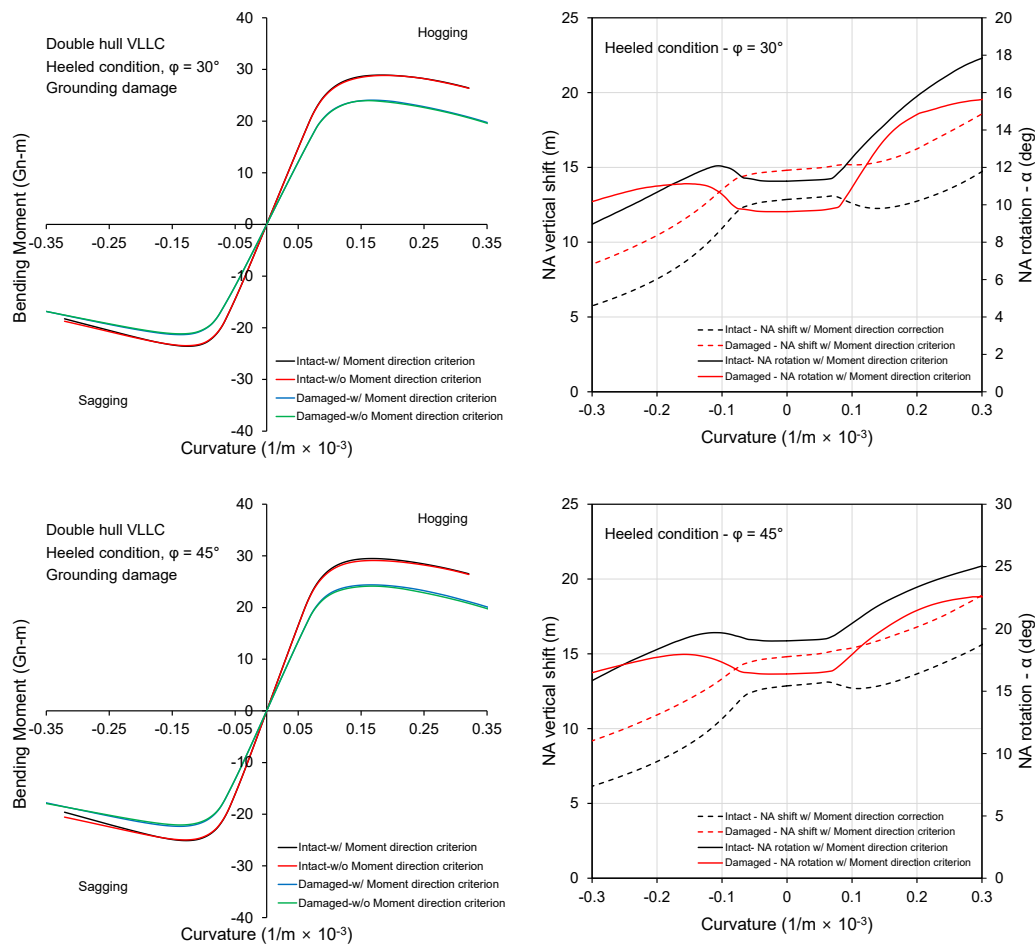 Double hull VLLC
Heeled condition, φ = 30°
Grounding damage
Hogging
Sagging
Bending Moment (Gn-m)
40
30
20
10
0
-10
-20
-30
-40
-0.35
-0.25
-0.15
-0.05
0.05
0.15
0.25
0.35
Intact-w/ Moment direction criterion
Intact-w/o Moment direction criterion
Damaged-w/ Moment direction criterion
Damaged-w/o Moment direction criterion
Curvature (1/m × 10-3)
Heeled condition - φ = 30°
NA vertical shift (m)
25
20
15
10
5
0
NA rotation - α (deg)
20
18
16
14
12
10
8
6
4
2
0
Intact - NA shift w/ Moment direction correction
Damaged - NA shift w/ Moment direction criterion
Intact- NA rotation w/ Moment direction criterion
Damaged - NA rotation w/ Moment direction criterion
-0.3
-0.2
-0.1
0
0.1
0.2
0.3
Curvature (1/m × 10-3)
Double hull VLLC
Heeled condition, φ = 45°
Grounding damage
Hogging
Sagging
Bending Moment (Gn-m)
40
30
20
10
0
-10
-20
-30
-40
-0.35
-0.25
-0.15
-0.05
0.05
0.15
0.25
0.35
Intact-w/ Moment direction criterion
Intact-w/o Moment direction criterion
Damaged-w/ Moment direction criterion
Damaged-w/o Moment direction criterion
Curvature (1/m × 10-3)
Heeled condition - φ = 45°
NA vertical shift (m)
25
20
15
10
5
0
NA rotation - α (deg)
30
25
20
15
10
5
0
Intact - NA shift w/ Moment direction correction
Damaged - NA shift w/ Moment direction criterion
Intact- NA rotation w/ Moment direction criterion
Damaged - NA rotation w/ Moment direction criterion
-0.3
-0.2
-0.1
0
0.1
0.2
0.3
Curvature (1/m × 10-3)